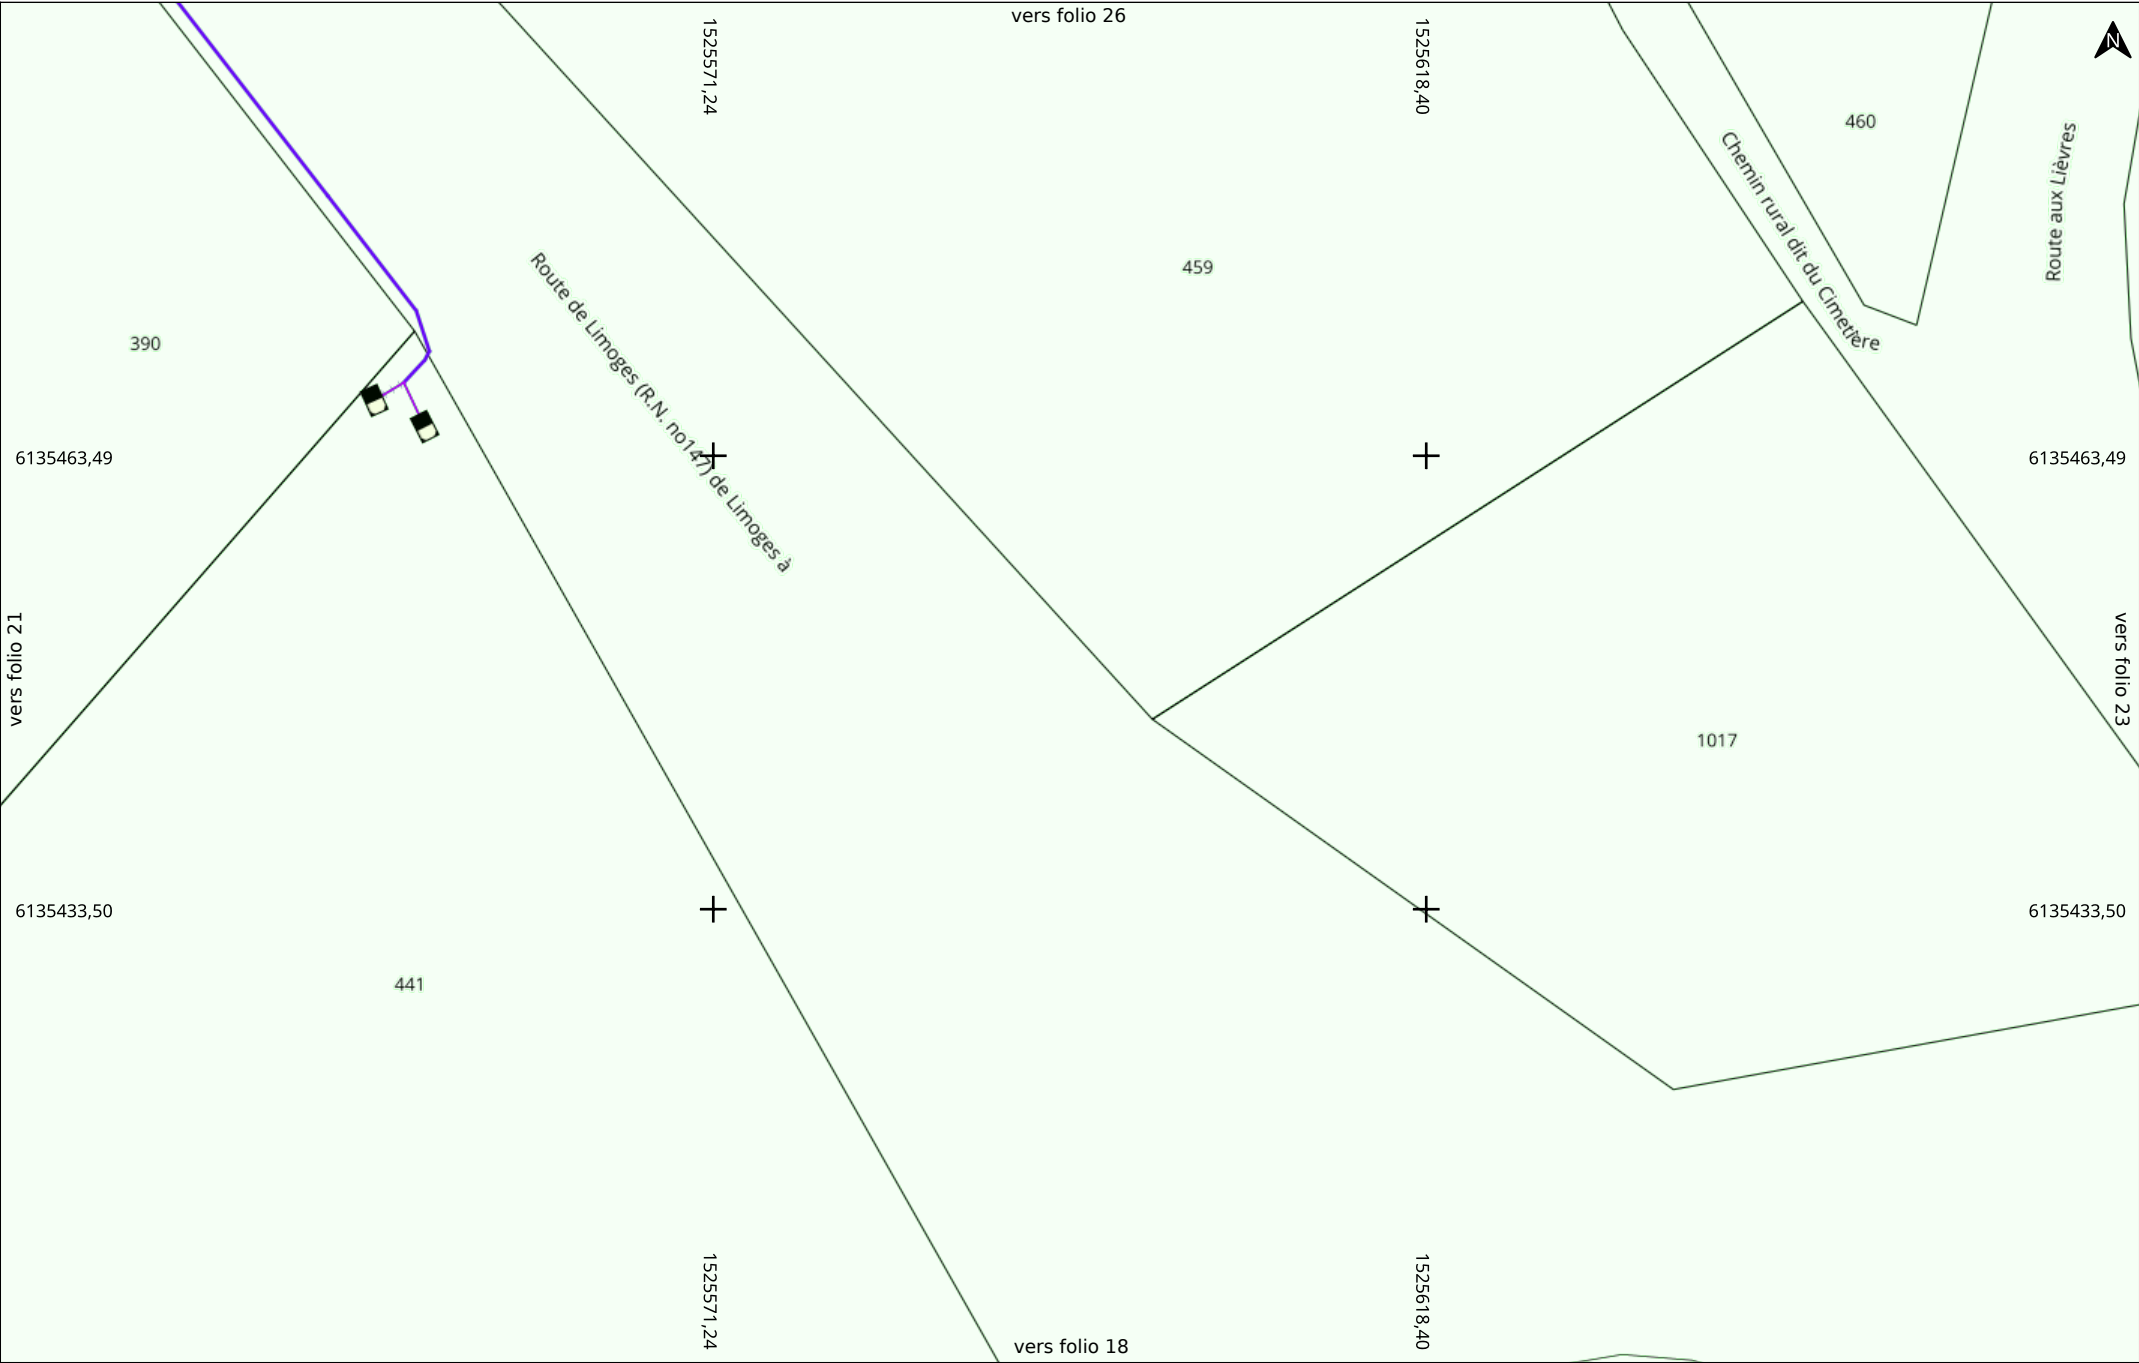 vers folio 26
1525571,24
1525618,40
N
460
Route aux Lièvres
Chemin rural dit du Cimetière
459
Route de Limoges (R.N. no147) de Limoges à
390
6135463,49
6135463,49
vers folio 21
vers folio 23
1017
6135433,50
6135433,50
441
1525571,24
1525618,40
vers folio 18